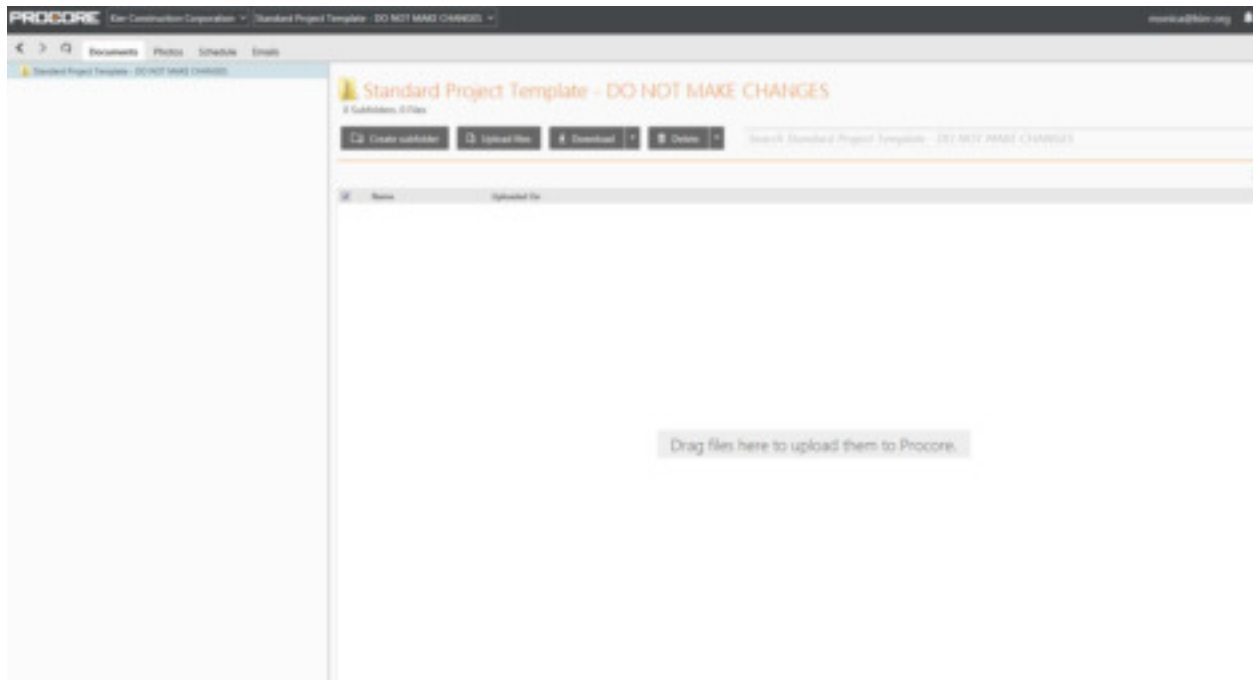 PROCORE Kier Construction Corporation Standard Project Template - DO NOT MAKE CHANGES
Documents Photos Schedule Emails
Standard Project Template - DO NOT MAKE CHANGES
Standard Project Template - DO NOT MAKE CHANGES
0 Subfolders, 0 Files
Create subfolder Upload files Download Delete Search Standard Project Template - DO NOT MAKE CHANGES
Name Uploaded On
Drag files here to upload them to Procore.